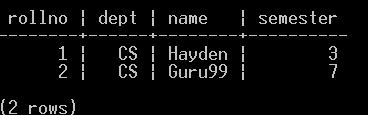 rollno | dept | name | semester
--------+------+---------+----------
1 | CS | Hayden | 3
2 | CS | Guru99 | 7
(2 rows)